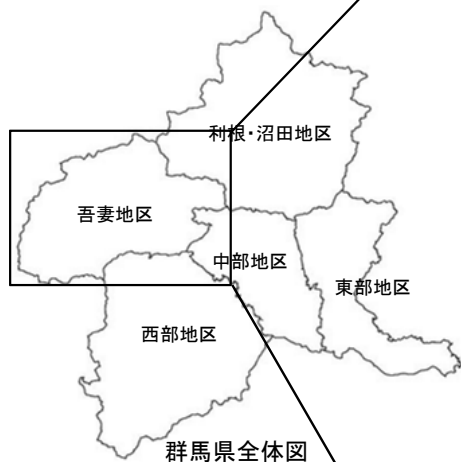 利根・沼田地区
吾妻地区
中部地区
東部地区
西部地区
群馬県全体図